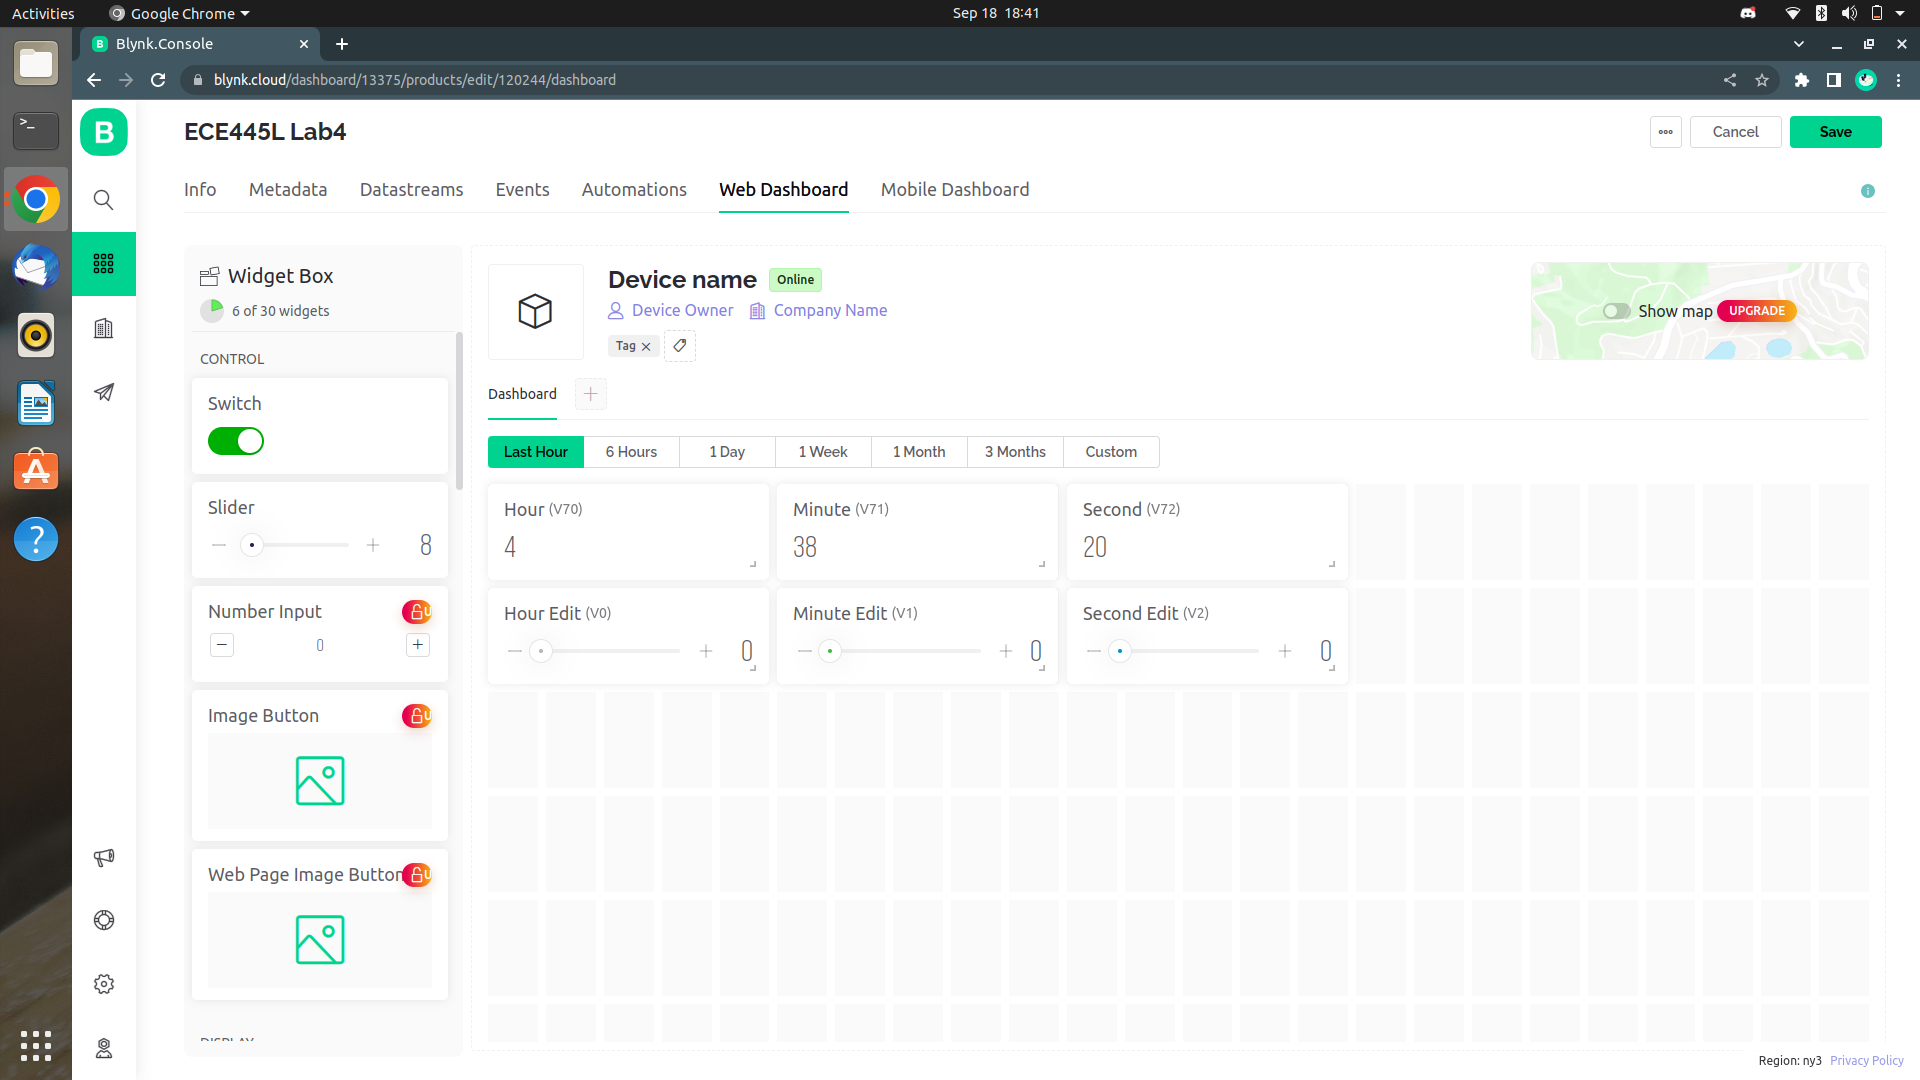 Activities
Google Chrome
Sep 18 18:41
B
Blynk.Console
blynk.cloud/dashboard/13375/products/edit/120244/dashboard
B
ECE445L Lab4
Cancel
Save
Info
Metadata
Datastreams
Events
Automations
Web Dashboard
Mobile Dashboard
Widget Box
6 of 30 widgets
CONTROL
Switch
Slider
8
Number Input
U
0
Image Button
U
Web Page Image Button
U
DISPLAY
Device name
Online
Device Owner
Company Name
Tag
Show map
UPGRADE
Dashboard
Last Hour
6 Hours
1 Day
1 Week
1 Month
3 Months
Custom
Hour (V70)
4
Minute (V71)
38
Second (V72)
20
Hour Edit (V0)
0
Minute Edit (V1)
0
Second Edit (V2)
0
Region: ny3
Privacy Policy